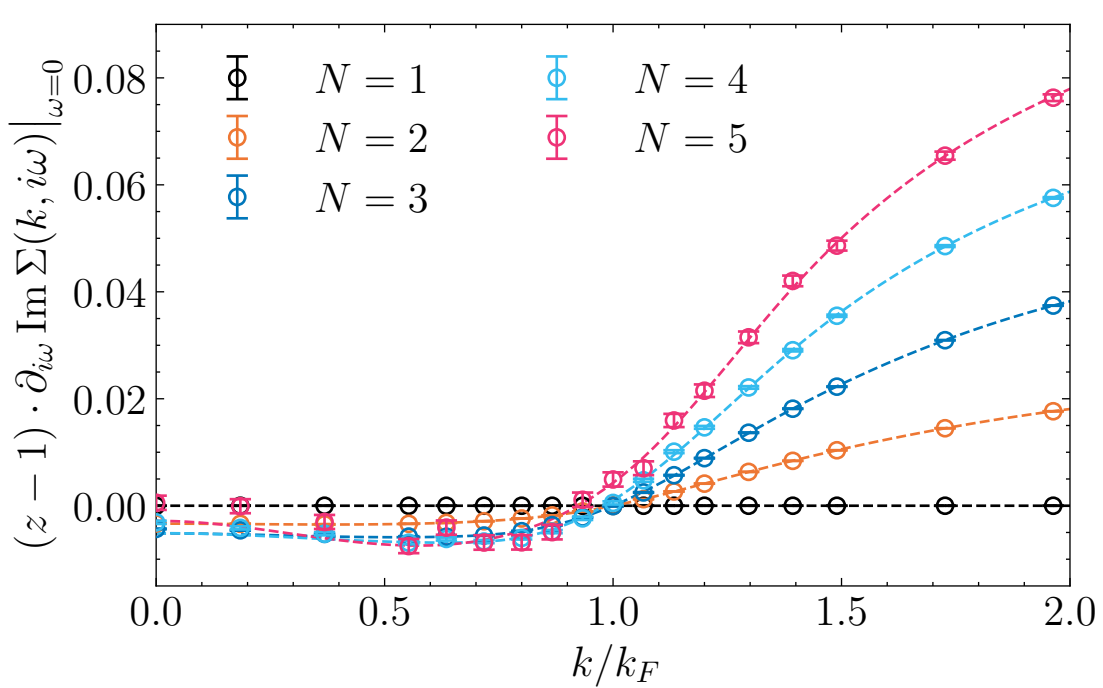 (z − 1) · ∂_{iω} Im Σ(k, iω)|_{ω=0}
0.08
0.06
0.04
0.02
0.00
N = 1
N = 2
N = 3
N = 4
N = 5
0.0 0.5 1.0 1.5 2.0
k/k_F